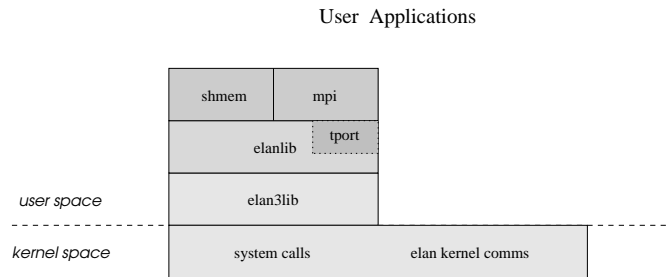 User Applications
shmem
mpi
tport
elanlib
user space
elan3lib
kernel space
system calls
elan kernel comms